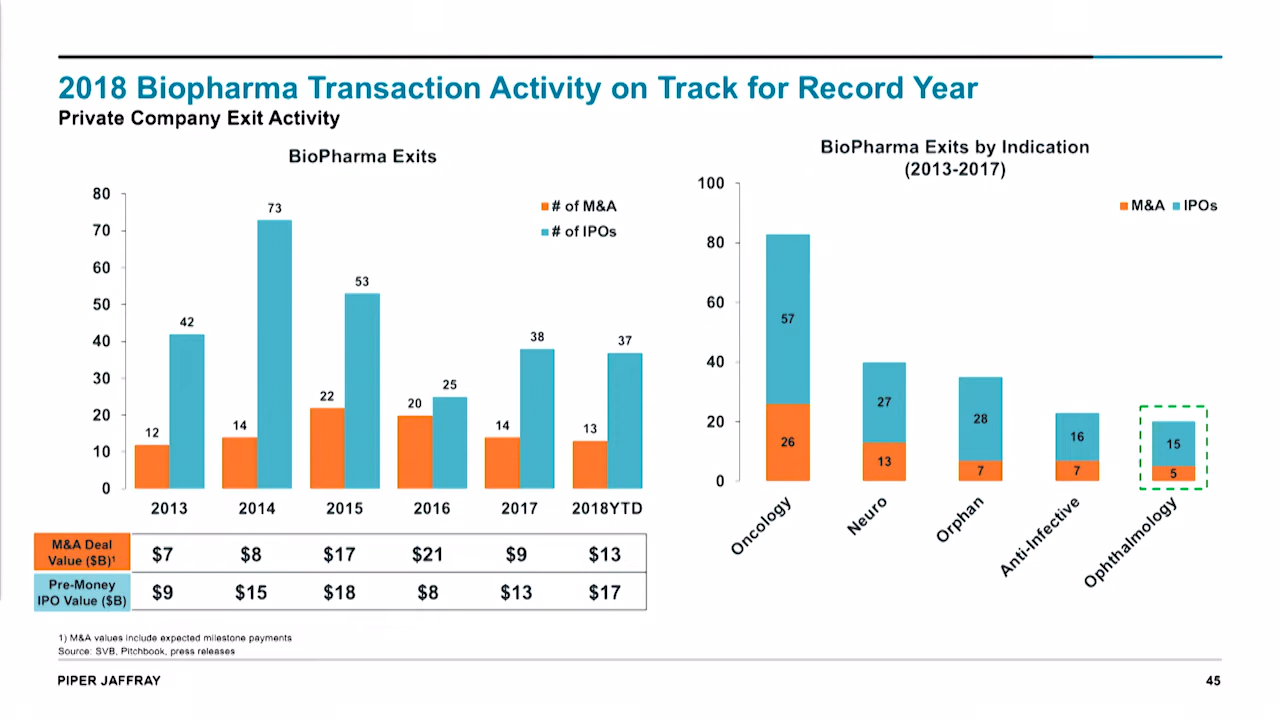 2018 Biopharma Transaction Activity on Track for Record Year
Private Company Exit Activity
BioPharma Exits
80
70
60
50
40
30
20
10
0
# of M&A
# of IPOs
12
42
14
73
22
53
20
25
14
38
13
37
2013
2014
2015
2016
2017
2018YTD
M&A Deal
Value ($B)¹
$7
$8
$17
$21
$9
$13
Pre-Money
IPO Value ($B)
$9
$15
$18
$8
$13
$17
BioPharma Exits by Indication
(2013-2017)
100
80
60
40
20
0
M&A
IPOs
57
26
27
13
28
7
16
7
15
5
Oncology
Neuro
Orphan
Anti-Infective
Ophthalmology
1) M&A values include expected milestone payments
Source: SVB, Pitchbook, press releases
PIPER JAFFRAY
45